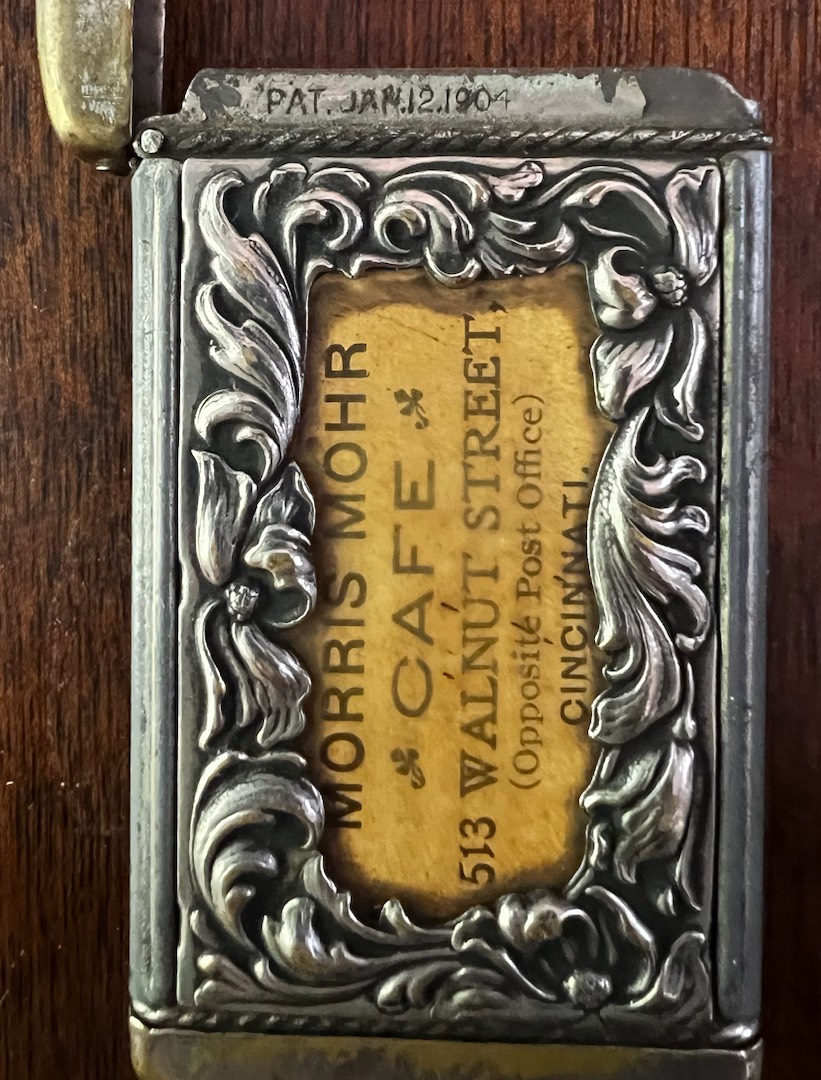 PAT. JAN.12.1904
MORRIS MOHR
CAFE
513 WALNUT STREET,
(Opposite Post Office)
CINCINNATI.